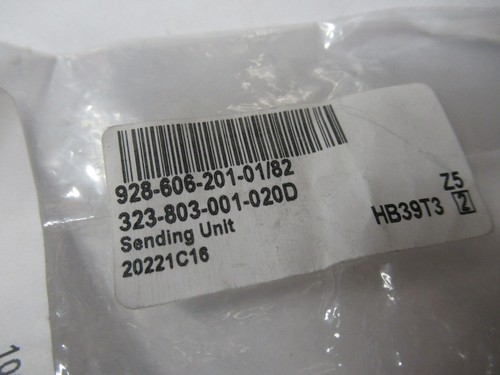 928-606-201-01/82
323-803-001-020D
Sending Unit
20221C16
Z5
HB39T3 2